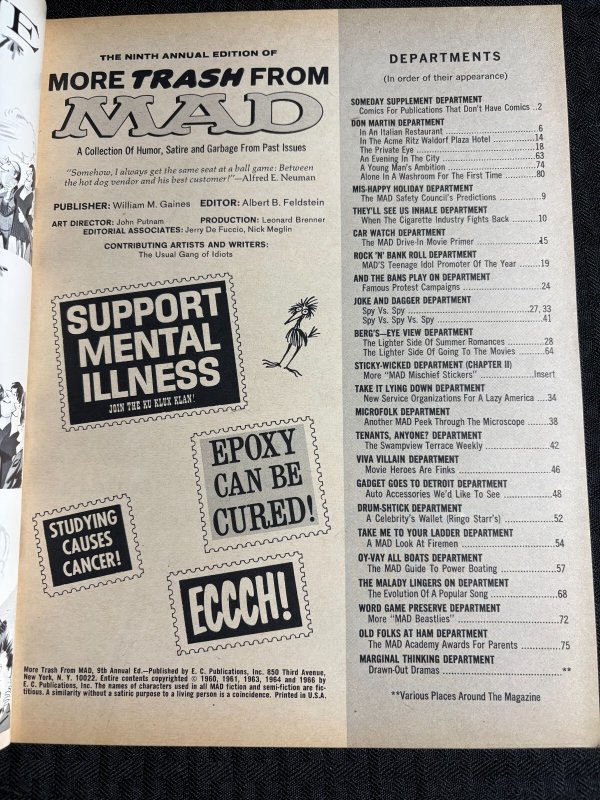 E
THE NINTH ANNUAL EDITION OF
MORE TRASH FROM
MAD
A Collection Of Humor, Satire and Garbage From Past Issues
"Somehow, I always get the same seat at a ball game: Between
the hot dog vendor and his best customer!"—Alfred E. Neuman
PUBLISHER: William M. Gaines EDITOR: Albert B. Feldstein
ART DIRECTOR: John Putnam PRODUCTION: Leonard Brenner
EDITORIAL ASSOCIATES: Jerry De Fuccio, Nick Meglin
CONTRIBUTING ARTISTS AND WRITERS:
The Usual Gang of Idiots
SUPPORT
MENTAL
ILLNESS
JOIN THE KU KLUX KLAN!
EPOXY
CAN BE
CURED!
STUDYING
CAUSES
CANCER!
ECCCH!
More Trash From MAD, 9th Annual Ed.—Published by E. C. Publications, Inc. 850 Third Avenue,
New York, N. Y. 10022. Entire contents copyrighted © 1960, 1961, 1963, 1964 and 1966 by
E. C. Publications, Inc. The names of characters used in all MAD fiction and semi-fiction are fic-
titious. A similarity without a satiric purpose to a living person is a coincidence. Printed in U.S.A.
DEPARTMENTS
(In order of their appearance)
SOMEDAY SUPPLEMENT DEPARTMENT
Comics For Publications That Don't Have Comics ..2
DON MARTIN DEPARTMENT
In An Italian Restaurant ..........................6
In The Acme Ritz Waldorf Plaza Hotel ..............14
The Private Eye ..................................18
An Evening In The City ...........................63
A Young Man's Ambition ...........................74
Alone In A Washroom For The First Time ...........80
MIS-HAPPY HOLIDAY DEPARTMENT
The MAD Safety Council's Predictions ..............9
THEY'LL SEE US INHALE DEPARTMENT
When The Cigarette Industry Fights Back ..........10
CAR WATCH DEPARTMENT
The MAD Drive-In Movie Primer ....................15
ROCK 'N' BANK ROLL DEPARTMENT
MAD'S Teenage Idol Promoter Of The Year ........19
AND THE BANS PLAY ON DEPARTMENT
Famous Protest Campaigns .........................24
JOKE AND DAGGER DEPARTMENT
Spy Vs. Spy ..................................27, 33
Spy Vs. Spy Vs. Spy ..............................41
BERG'S—EYE VIEW DEPARTMENT
The Lighter Side Of Summer Romances ..............28
The Lighter Side Of Going To The Movies ..........64
STICKY-WICKED DEPARTMENT (CHAPTER II)
More "MAD Mischief Stickers" .................Insert
TAKE IT LYING DOWN DEPARTMENT
New Service Organizations For A Lazy America ....34
MICROFOLK DEPARTMENT
Another MAD Peek Through The Microscope .........38
TENANTS, ANYONE? DEPARTMENT
The Swampview Terrace Weekly .....................42
VIVA VILLAIN DEPARTMENT
Movie Heroes Are Finks ...........................46
GADGET GOES TO DETROIT DEPARTMENT
Auto Accessories We'd Like To See ................48
DRUM-SHTICK DEPARTMENT
A Celebrity's Wallet (Ringo Starr's) .............52
TAKE ME TO YOUR LADDER DEPARTMENT
A MAD Look At Firemen ............................54
OY-VAY ALL BOATS DEPARTMENT
The MAD Guide To Power Boating ...................57
THE MALADY LINGERS ON DEPARTMENT
The Evolution Of A Popular Song ..................68
WORD GAME PRESERVE DEPARTMENT
More "MAD Beastlies" .............................72
OLD FOLKS AT HAM DEPARTMENT
The MAD Academy Awards For Parents ...............75
MARGINAL THINKING DEPARTMENT
Drawn-Out Dramas .................................**
**Various Places Around The Magazine